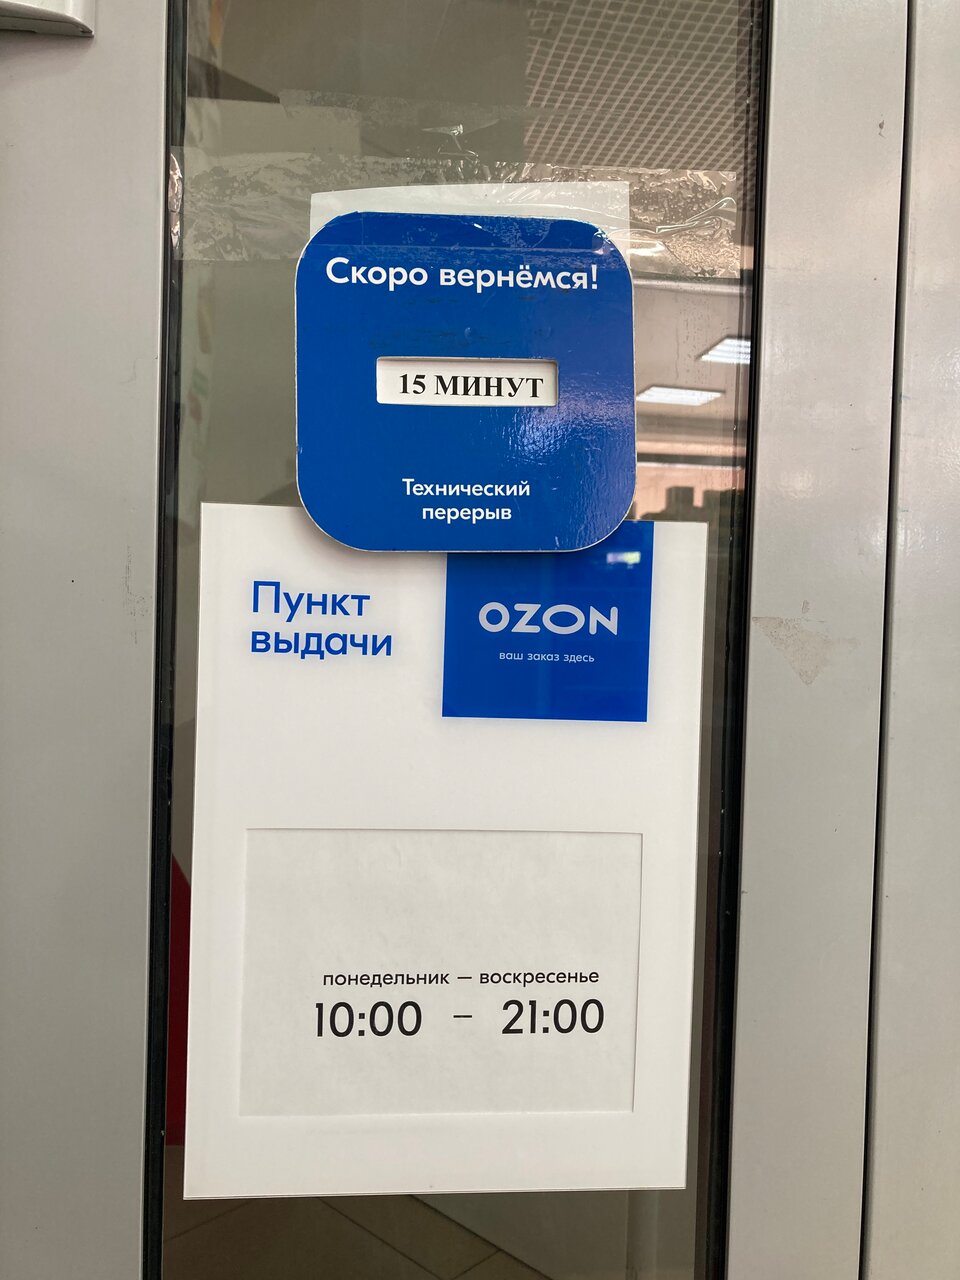 Скоро вернёмся!
15 МИНУТ
Технический
перерыв
Пункт
выдачи
OZON
ваш заказ здесь
понедельник — воскресенье
10:00 – 21:00